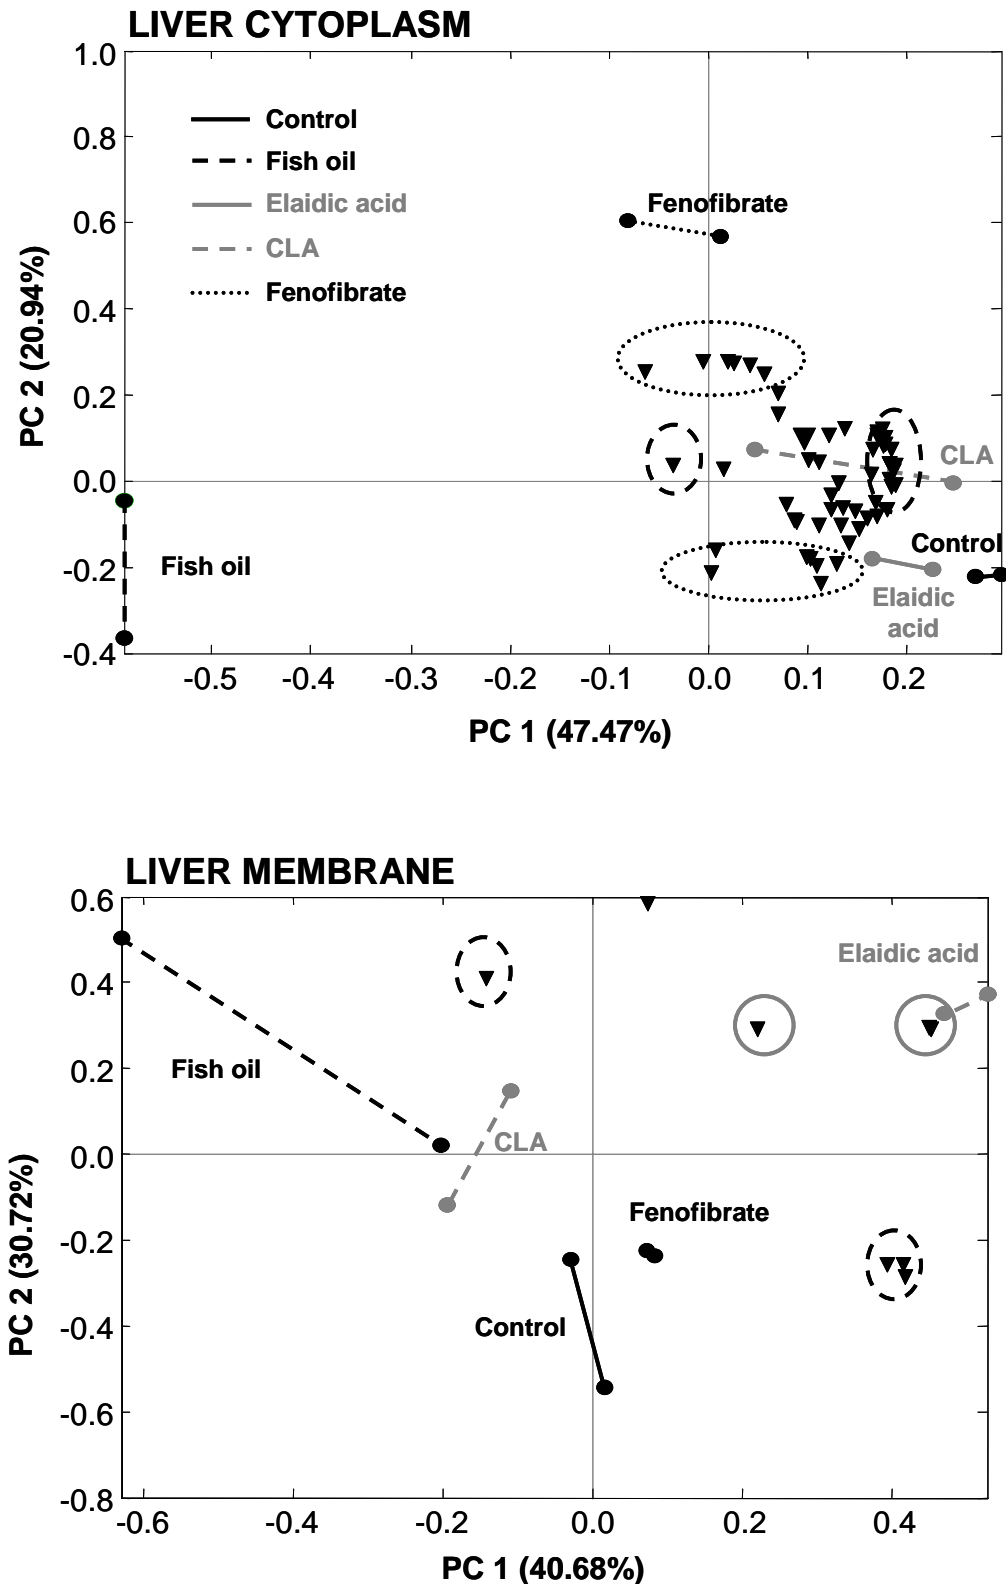 LIVER CYTOPLASM
1.0
0.8
0.6
0.4
0.2
0.0
-0.2
-0.4
PC 2 (20.94%)
Control
Fish oil
Elaidic acid
CLA
Fenofibrate
Fenofibrate
CLA
Control
Fish oil
Elaidic
acid
-0.5 -0.4 -0.3 -0.2 -0.1 0.0 0.1 0.2
PC 1 (47.47%)
LIVER MEMBRANE
0.6
0.4
0.2
0.0
-0.2
-0.4
-0.6
-0.8
PC 2 (30.72%)
Elaidic acid
Fish oil
CLA
Fenofibrate
Control
-0.6 -0.4 -0.2 0.0 0.2 0.4
PC 1 (40.68%)